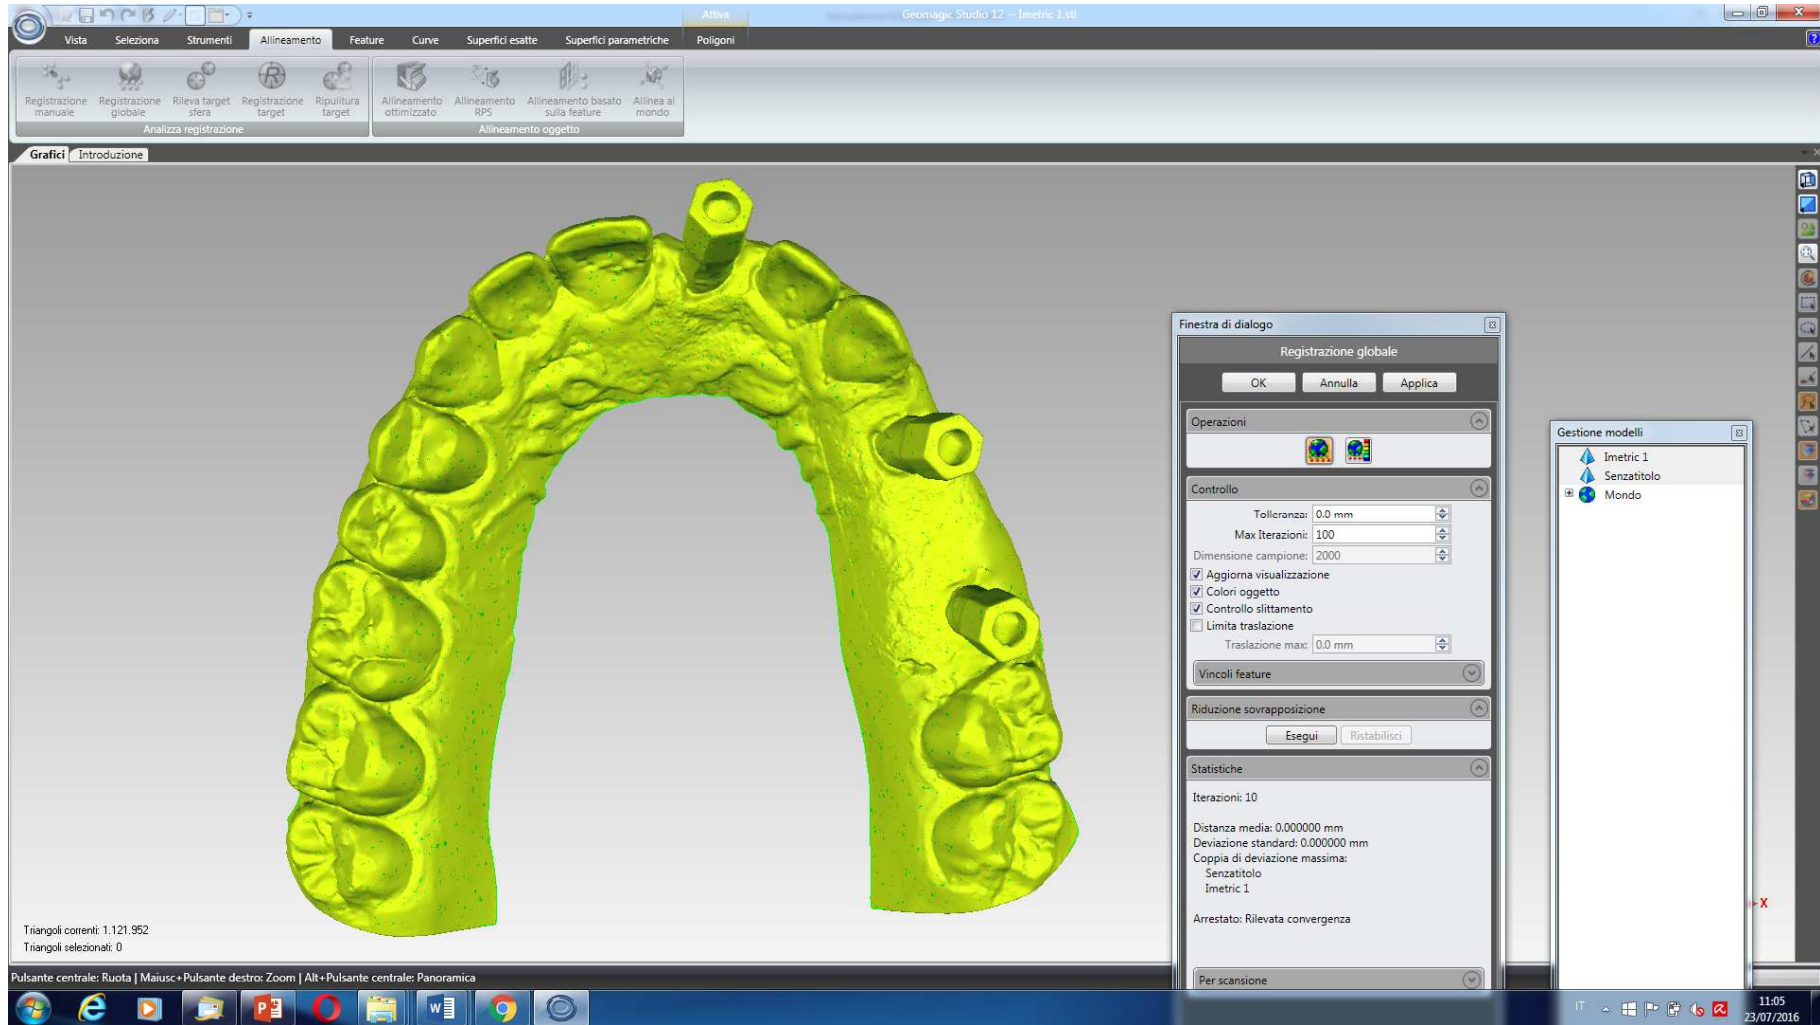 Attiva
Geomagic Studio 12 -- Imetric 1.stl
Vista
Seleziona
Strumenti
Allineamento
Feature
Curve
Superfici esatte
Superfici parametriche
Poligoni
Registrazione manuale
Registrazione globale
Rileva target sfera
Registrazione target
Ripulitura target
Allineamento ottimizzato
Allineamento RPS
Allineamento basato sulla feature
Allinea al mondo
Analizza registrazione
Allineamento oggetto
Grafici
Introduzione
Finestra di dialogo
Registrazione globale
OK
Annulla
Applica
Operazioni
Controllo
Tolleranza: 0.0 mm
Max Iterazioni: 100
Dimensione campione: 2000
Aggiorna visualizzazione
Colori oggetto
Controllo slittamento
Limita traslazione
Traslazione max: 0,0 mm
Vincoli feature
Riduzione sovrapposizione
Esegui
Ristabilisci
Statistiche
Iterazioni: 10
Distanza media: 0.000000 mm
Deviazione standard: 0.000000 mm
Coppia di deviazione massima:
Senzatitolo
Imetric 1
Arrestato: Rilevata convergenza
Per scansione
Gestione modelli
Imetric 1
Senzatitolo
Mondo
X
Triangoli correnti: 1.121.952
Triangoli selezionati: 0
Pulsante centrale: Ruota | Maiusc+Pulsante destro: Zoom | Alt+Pulsante centrale: Panoramica
IT
11:05
23/07/2016